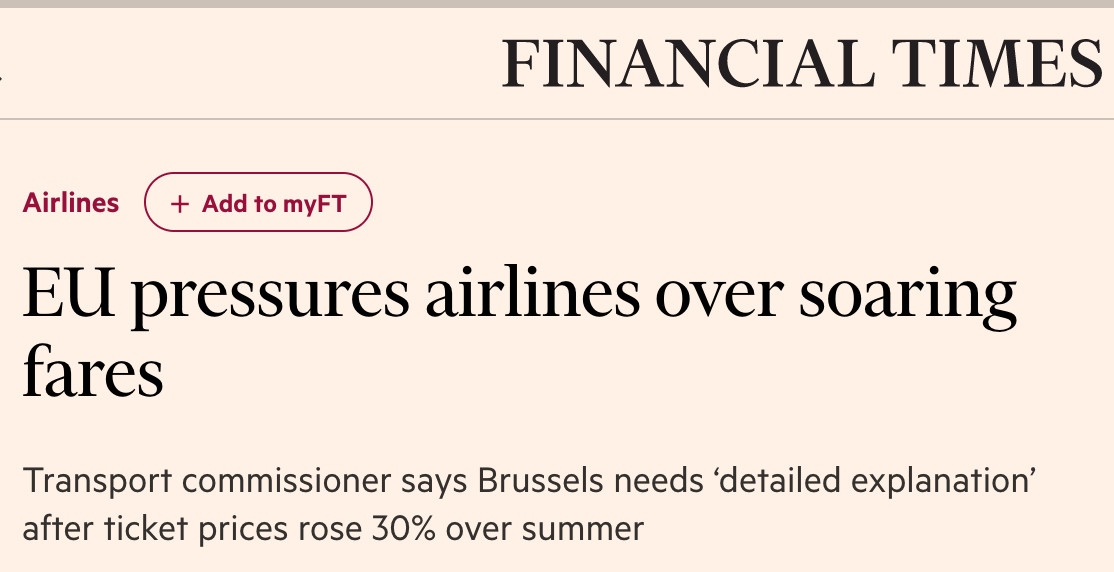 FINANCIAL TIMES
Airlines
+ Add to myFT
EU pressures airlines over soaring
fares
Transport commissioner says Brussels needs ‘detailed explanation’
after ticket prices rose 30% over summer